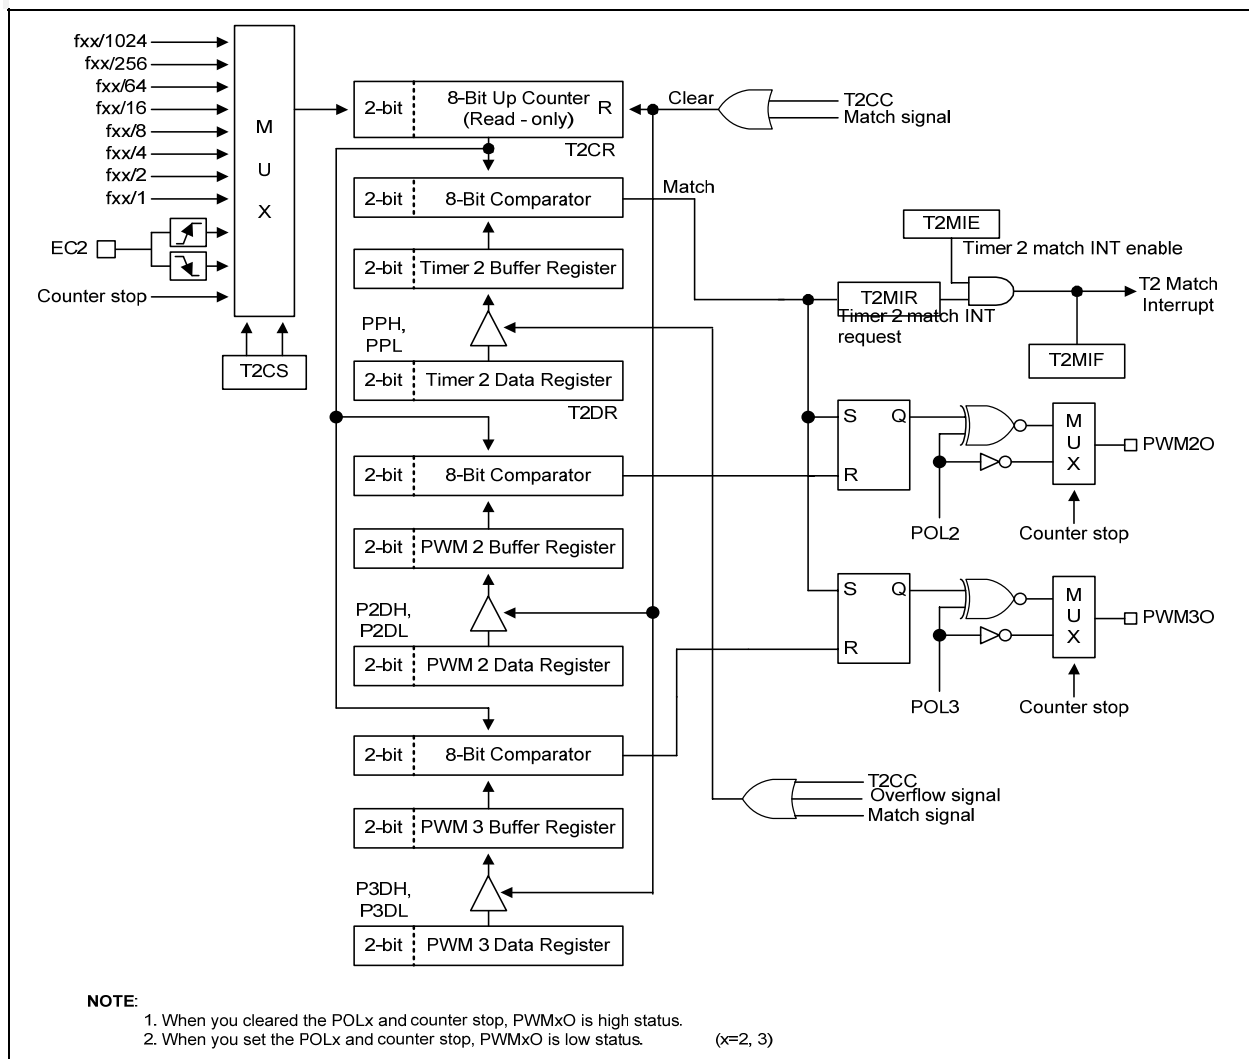 fxx/1024
fxx/256
fxx/64
fxx/16
fxx/8
fxx/4
fxx/2
fxx/1
EC2
Counter stop
M
U
X
T2CS
2-bit
8-Bit Up Counter
(Read - only)
R
T2CR
Clear
T2CC
Match signal
2-bit
8-Bit Comparator
Match
2-bit
Timer 2 Buffer Register
PPH,
PPL
2-bit
Timer 2 Data Register
T2DR
T2MIE
Timer 2 match INT enable
T2MIR
Timer 2 match INT
request
T2 Match
Interrupt
T2MIF
2-bit
8-Bit Comparator
2-bit
PWM 2 Buffer Register
P2DH,
P2DL
2-bit
PWM 2 Data Register
S
Q
R
POL2
M
U
X
PWM2O
Counter stop
S
Q
R
POL3
M
U
X
PWM3O
Counter stop
2-bit
8-Bit Comparator
2-bit
PWM 3 Buffer Register
P3DH,
P3DL
2-bit
PWM 3 Data Register
T2CC
Overflow signal
Match signal
NOTE:
1. When you cleared the POLx and counter stop, PWMxO is high status.
2. When you set the POLx and counter stop, PWMxO is low status. (x=2, 3)